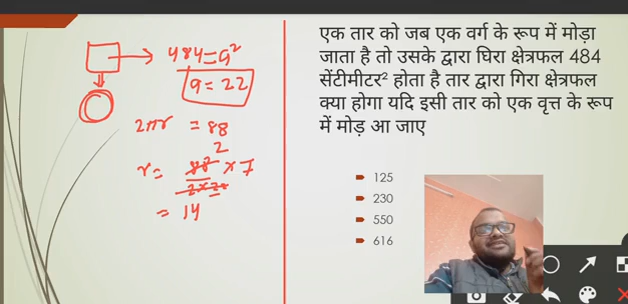 484 = a²
a = 22
2πr = 88
2
r = 88 × 7
2×22
= 14
एक तार को जब एक वर्ग के रूप में मोड़ा
जाता है तो उसके द्वारा घिरा क्षेत्रफल 484
सेंटीमीटर² होता है तार द्वारा गिरा क्षेत्रफल
क्या होगा यदि इसी तार को एक वृत्त के रूप
में मोड़ आ जाए
125
230
550
616